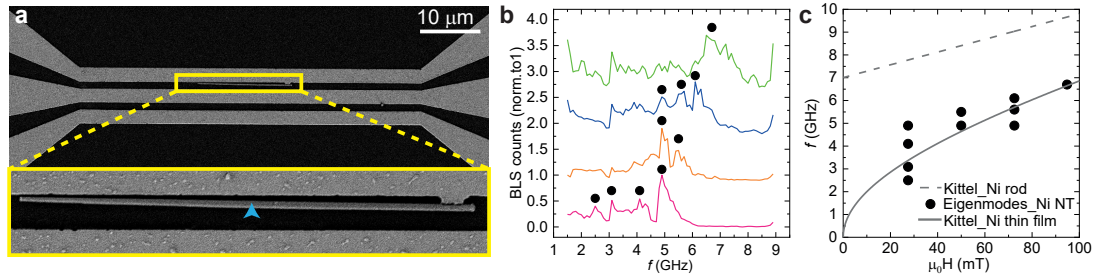 a
10 μm
b
4.0
3.5
3.0
2.5
2.0
1.5
1.0
0.5
0.0
BLS counts (norm.to1)
1 2 3 4 5 6 7 8 9
f (GHz)
c
10
9
8
7
6
5
4
3
2
1
0
f (GHz)
Kittel_Ni rod
Eigenmodes_Ni NT
Kittel_Ni thin film
0 20 40 60 80 100
μ₀H (mT)